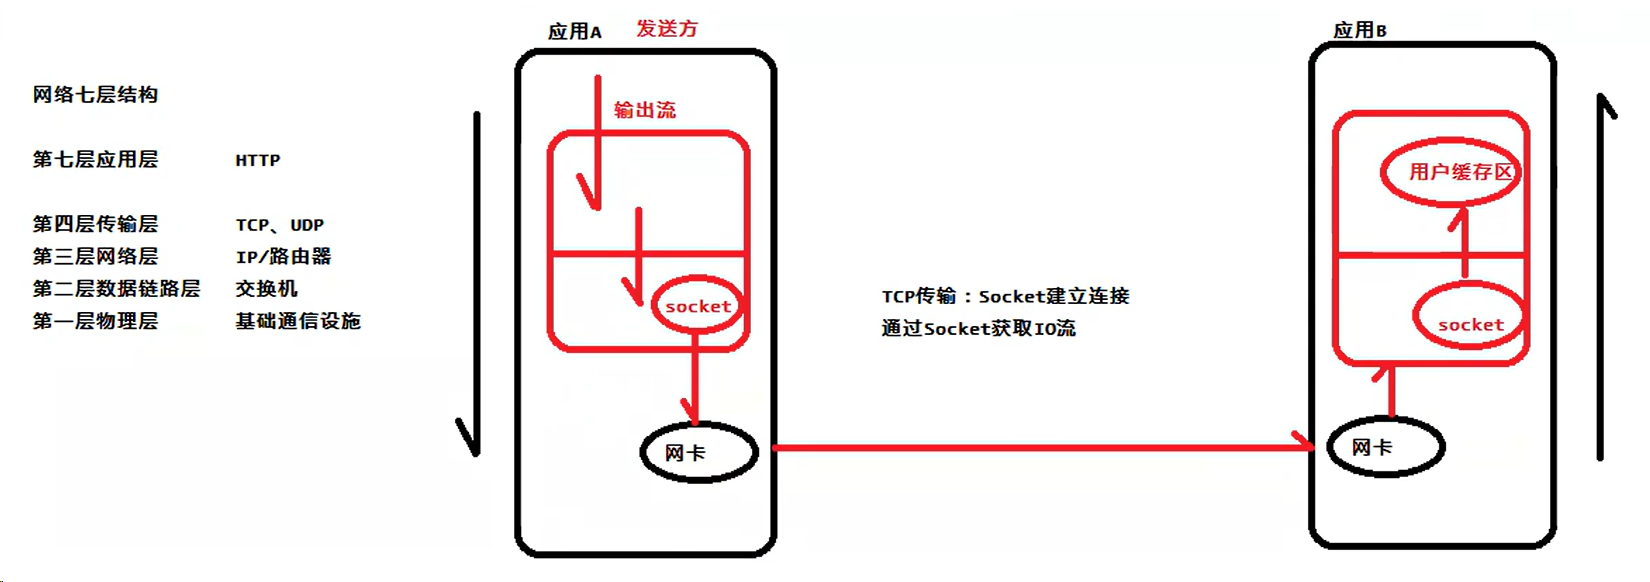 网络七层结构
第七层应用层 HTTP
第四层传输层 TCP、UDP
第三层网络层 IP/路由器
第二层数据链路层 交换机
第一层物理层 基础通信设施
应用A 发送方
输出流
socket
网卡
TCP传输：Socket建立连接
通过Socket获取IO流
应用B
用户缓存区
socket
网卡